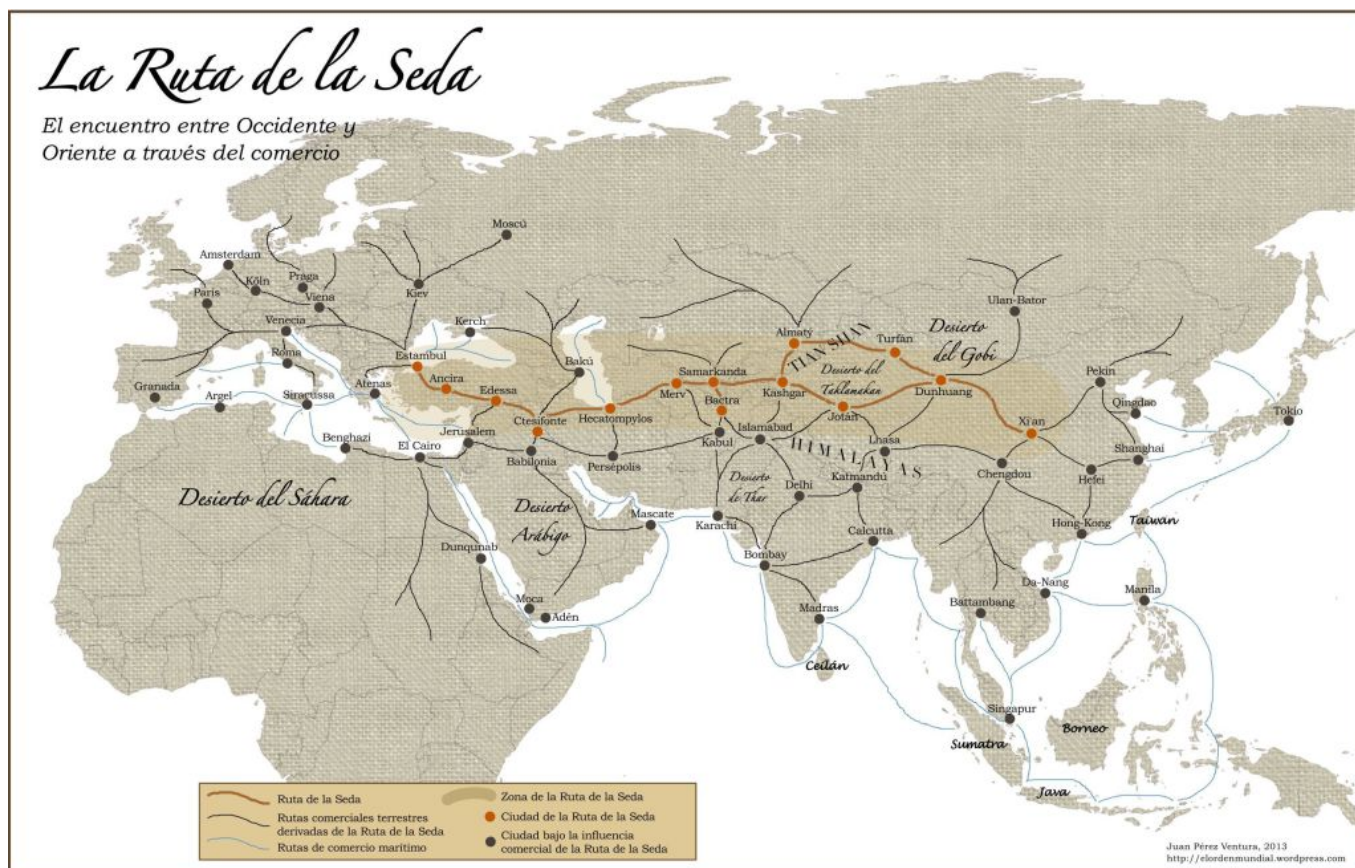 La Ruta de la Seda
El encuentro entre Occidente y
Oriente a través del comercio
Moscú
Amsterdam
Köln
Praga
París
Viena
Kiev
Ulan-Bator
Venecia
Kerch
Almatý
TIAN SHAN
Turfán
Desierto
del Gobi
Roma
Estambul
Bakú
Samarkanda
Desierto del
Taklamakan
Pekín
Granada
Argel
Siracussa
Atenas
Ancira
Edessa
Merv
Kashgar
Dunhuang
Qingdao
Tokio
Ctesifonte
Hecatompylos
Bactra
Jotán
Xi'an
Benghazi
El Cairo
Jerúsalem
Islamabad
Kabul
HIMALAYAS
Lhasa
Shanghai
Babilonia
Persépolis
Chengdou
Hefei
Desierto del Sáhara
Desierto
Arábigo
Desierto
de Thar
Delhi
Katmandú
Mascate
Karachi
Calcutta
Hong-Kong
Taiwán
Dunqunab
Bombay
Da-Nang
Manila
Moca
Adén
Madras
Battambang
Ceilán
Singapur
Borneo
Sumatra
Java
Ruta de la Seda
Rutas comerciales terrestres
derivadas de la Ruta de la Seda
Rutas de comercio marítimo
Zona de la Ruta de la Seda
Ciudad de la Ruta de la Seda
Ciudad bajo la influencia
comercial de la Ruta de la Seda
Juan Pérez Ventura, 2013
http://elordenmundial.wordpress.com